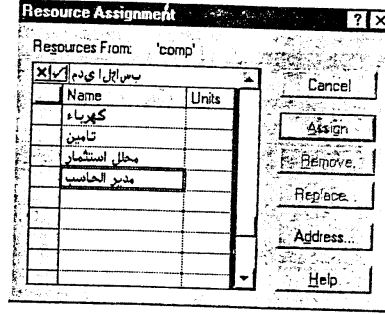 Resource Assignment
Resources From: 'comp'
Name Units
كهرباء
تامين
محلل استثمار
مدير الحاسب
Cancel
Assign
Remove
Replace...
Address...
Help